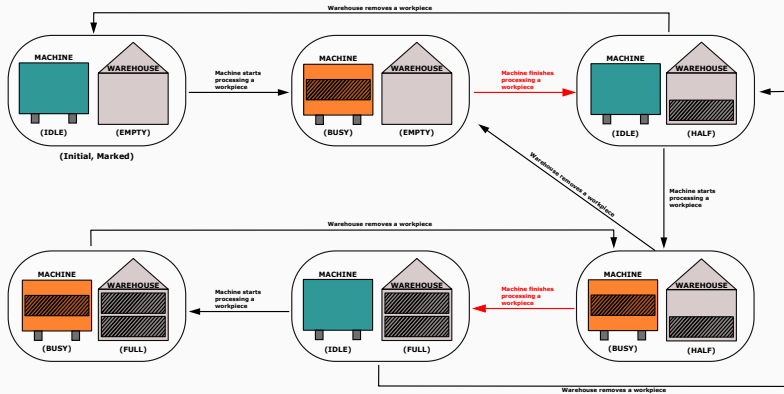 Warehouse removes a workpiece
MACHINE
WAREHOUSE
(IDLE)
(EMPTY)
(Initial, Marked)
Machine starts
processing a
workpiece
MACHINE
WAREHOUSE
(BUSY)
(EMPTY)
Machine finishes
processing a
workpiece
MACHINE
WAREHOUSE
(IDLE)
(HALF)
Warehouse removes a workpiece
Machine starts
processing a
workpiece
Warehouse removes a workpiece
MACHINE
WAREHOUSE
(BUSY)
(FULL)
Machine starts
processing a
workpiece
MACHINE
WAREHOUSE
(IDLE)
(FULL)
Machine finishes
processing a
workpiece
MACHINE
WAREHOUSE
(BUSY)
(HALF)
Warehouse removes a workpiece